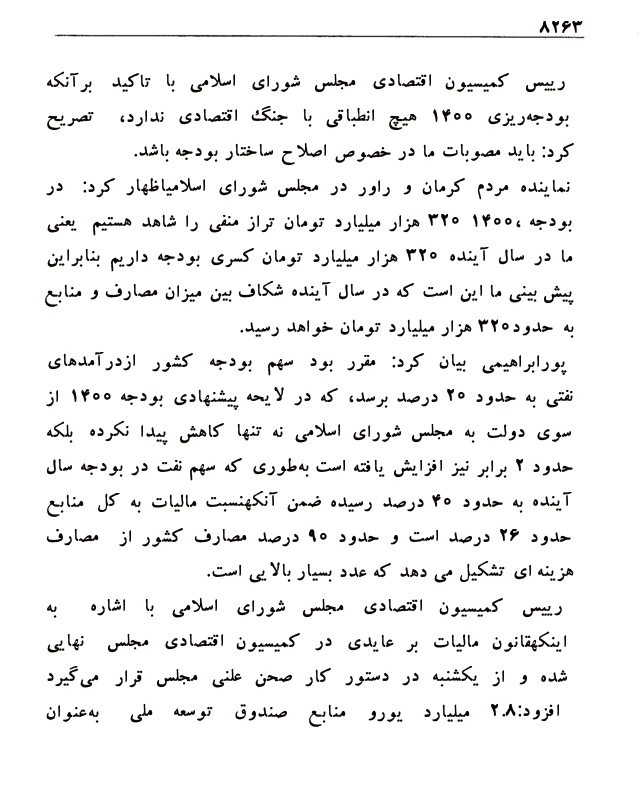 ۸۲۶۳
رییس کمیسیون اقتصادی مجلس شورای اسلامی با تاکید برآنکه
بودجه‌ریزی ۱۴۰۰ هیچ انطباقی با جنگ اقتصادی ندارد، تصریح
کرد: باید مصوبات ما در خصوص اصلاح ساختار بودجه باشد.
نماینده مردم کرمان و راور در مجلس شورای اسلامیاظهار کرد: در
بودجه ،۱۴۰۰ ۳۲۰ هزار میلیارد تومان تراز منفی را شاهد هستیم یعنی
ما در سال آینده ۳۲۰ هزار میلیارد تومان کسری بودجه داریم بنابراین
پیش بینی ما این است که در سال آینده شکاف بین میزان مصارف و منابع
به حدود۳۲۰ هزار میلیارد تومان خواهد رسید.
پورابراهیمی بیان کرد: مقرر بود سهم بودجه کشور ازدرآمدهای
نفتی به حدود ۲۰ درصد برسد، که در لایحه پیشنهادی بودجه ۱۴۰۰ از
سوی دولت به مجلس شورای اسلامی نه تنها کاهش پیدا نکرده بلکه
حدود ۲ برابر نیز افزایش یافته است به‌طوری که سهم نفت در بودجه سال
آینده به حدود ۴۰ درصد رسیده ضمن آنکهنسبت مالیات به کل منابع
حدود ۲۶ درصد است و حدود ۹۰ درصد مصارف کشور از مصارف
هزینه ای تشکیل می دهد که عدد بسیار بالایی است.
رییس کمیسیون اقتصادی مجلس شورای اسلامی با اشاره به
اینکهقانون مالیات بر عایدی در کمیسیون اقتصادی مجلس نهایی
شده و از یکشنبه در دستور کار صحن علنی مجلس قرار می‌گیرد
افزود:۲.۸ میلیارد یورو منابع صندوق توسعه ملی به‌عنوان